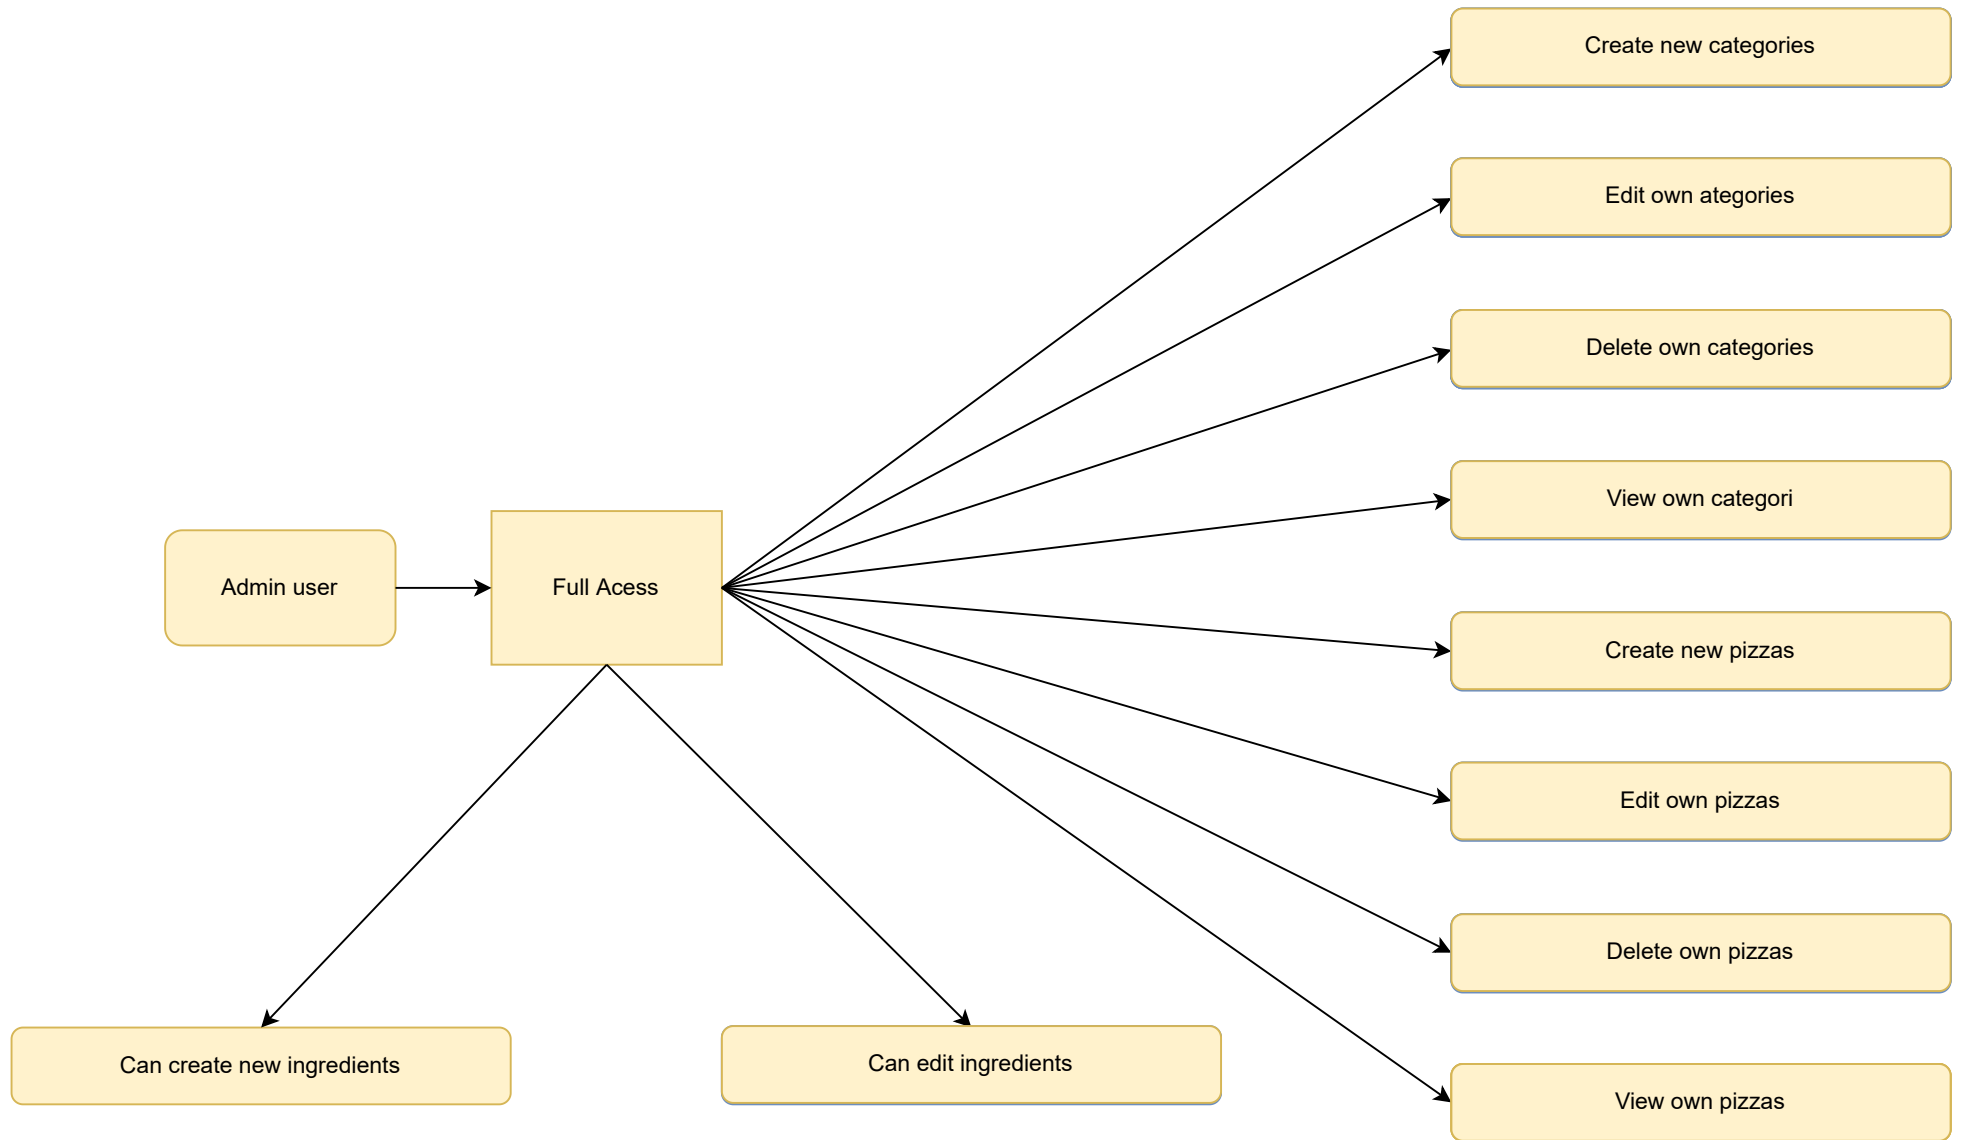 Create new categories
Edit own ategories
Delete own categories
View own categori
Admin user
Full Acess
Create new pizzas
Edit own pizzas
Delete own pizzas
Can create new ingredients
Can edit ingredients
View own pizzas